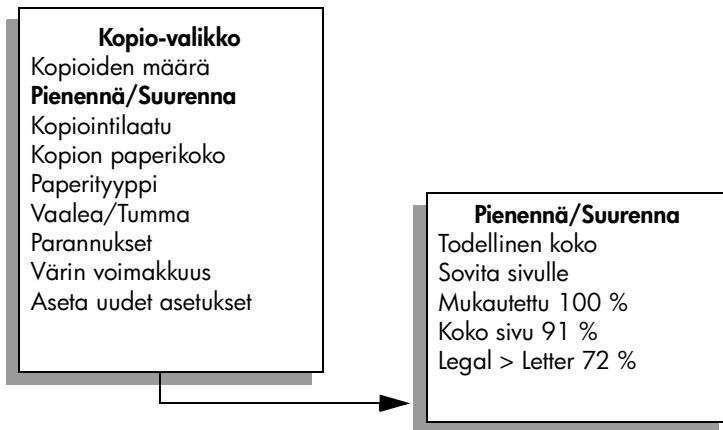 Kopio-valikko
Kopioiden määrä
Pienennä/Suurenna
Kopiointilaatu
Kopion paperikoko
Paperityyppi
Vaalea/Tumma
Parannukset
Värin voimakkuus
Aseta uudet asetukset
Pienennä/Suurenna
Todellinen koko
Sovita sivulle
Mukautettu 100 %
Koko sivu 91 %
Legal > Letter 72 %